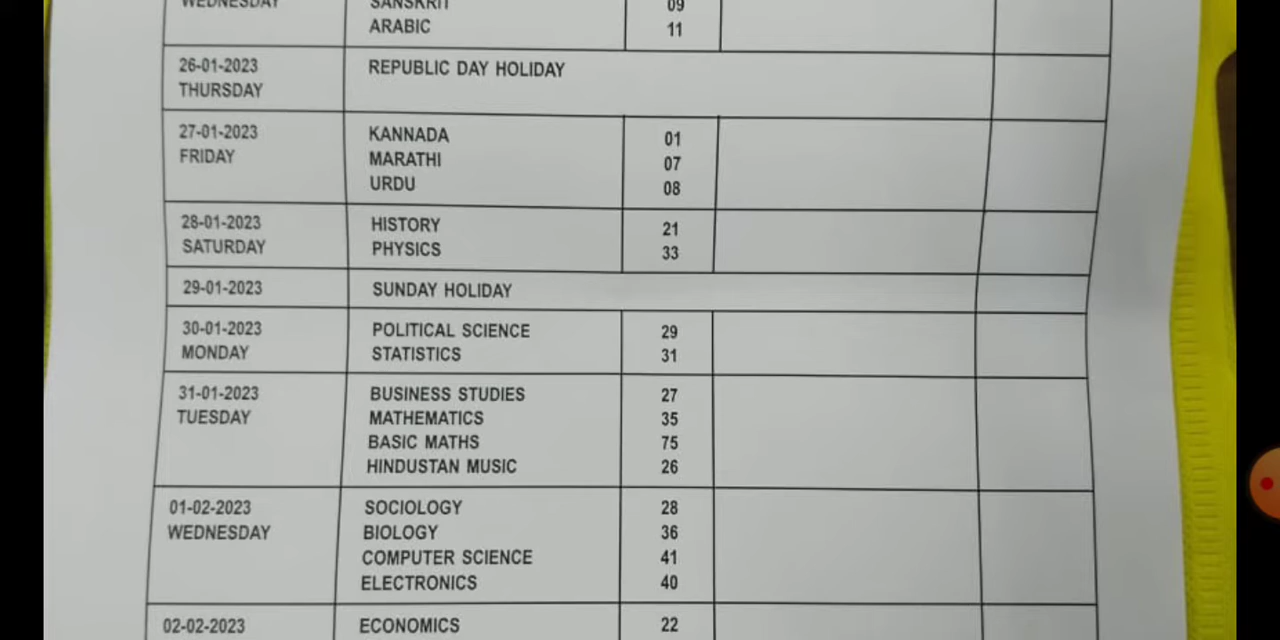 WEDNESDAY SANSKRIT 09
ARABIC 11
26-01-2023 REPUBLIC DAY HOLIDAY
THURSDAY
27-01-2023 KANNADA 01
FRIDAY MARATHI 07
URDU 08
28-01-2023 HISTORY 21
SATURDAY PHYSICS 33
29-01-2023 SUNDAY HOLIDAY
30-01-2023 POLITICAL SCIENCE 29
MONDAY STATISTICS 31
31-01-2023 BUSINESS STUDIES 27
TUESDAY MATHEMATICS 35
BASIC MATHS 75
HINDUSTAN MUSIC 26
01-02-2023 SOCIOLOGY 28
WEDNESDAY BIOLOGY 36
COMPUTER SCIENCE 41
ELECTRONICS 40
02-02-2023 ECONOMICS 22